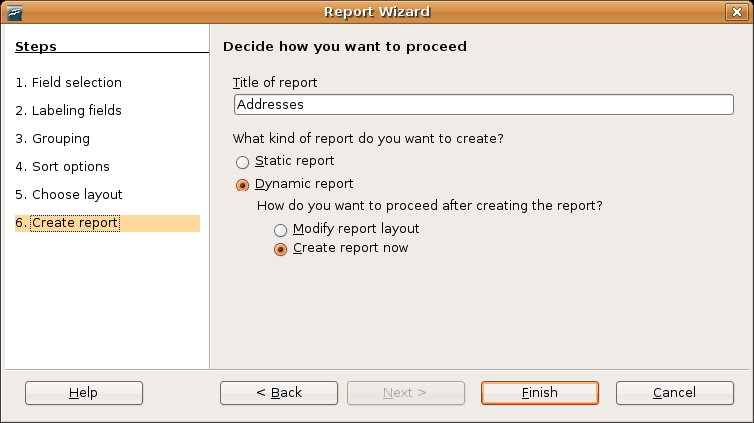 Report Wizard
Steps
1. Field selection
2. Labeling fields
3. Grouping
4. Sort options
5. Choose layout
6. Create report
Decide how you want to proceed
Title of report
Addresses
What kind of report do you want to create?
Static report
Dynamic report
How do you want to proceed after creating the report?
Modify report layout
Create report now
Help
< Back
Next >
Finish
Cancel